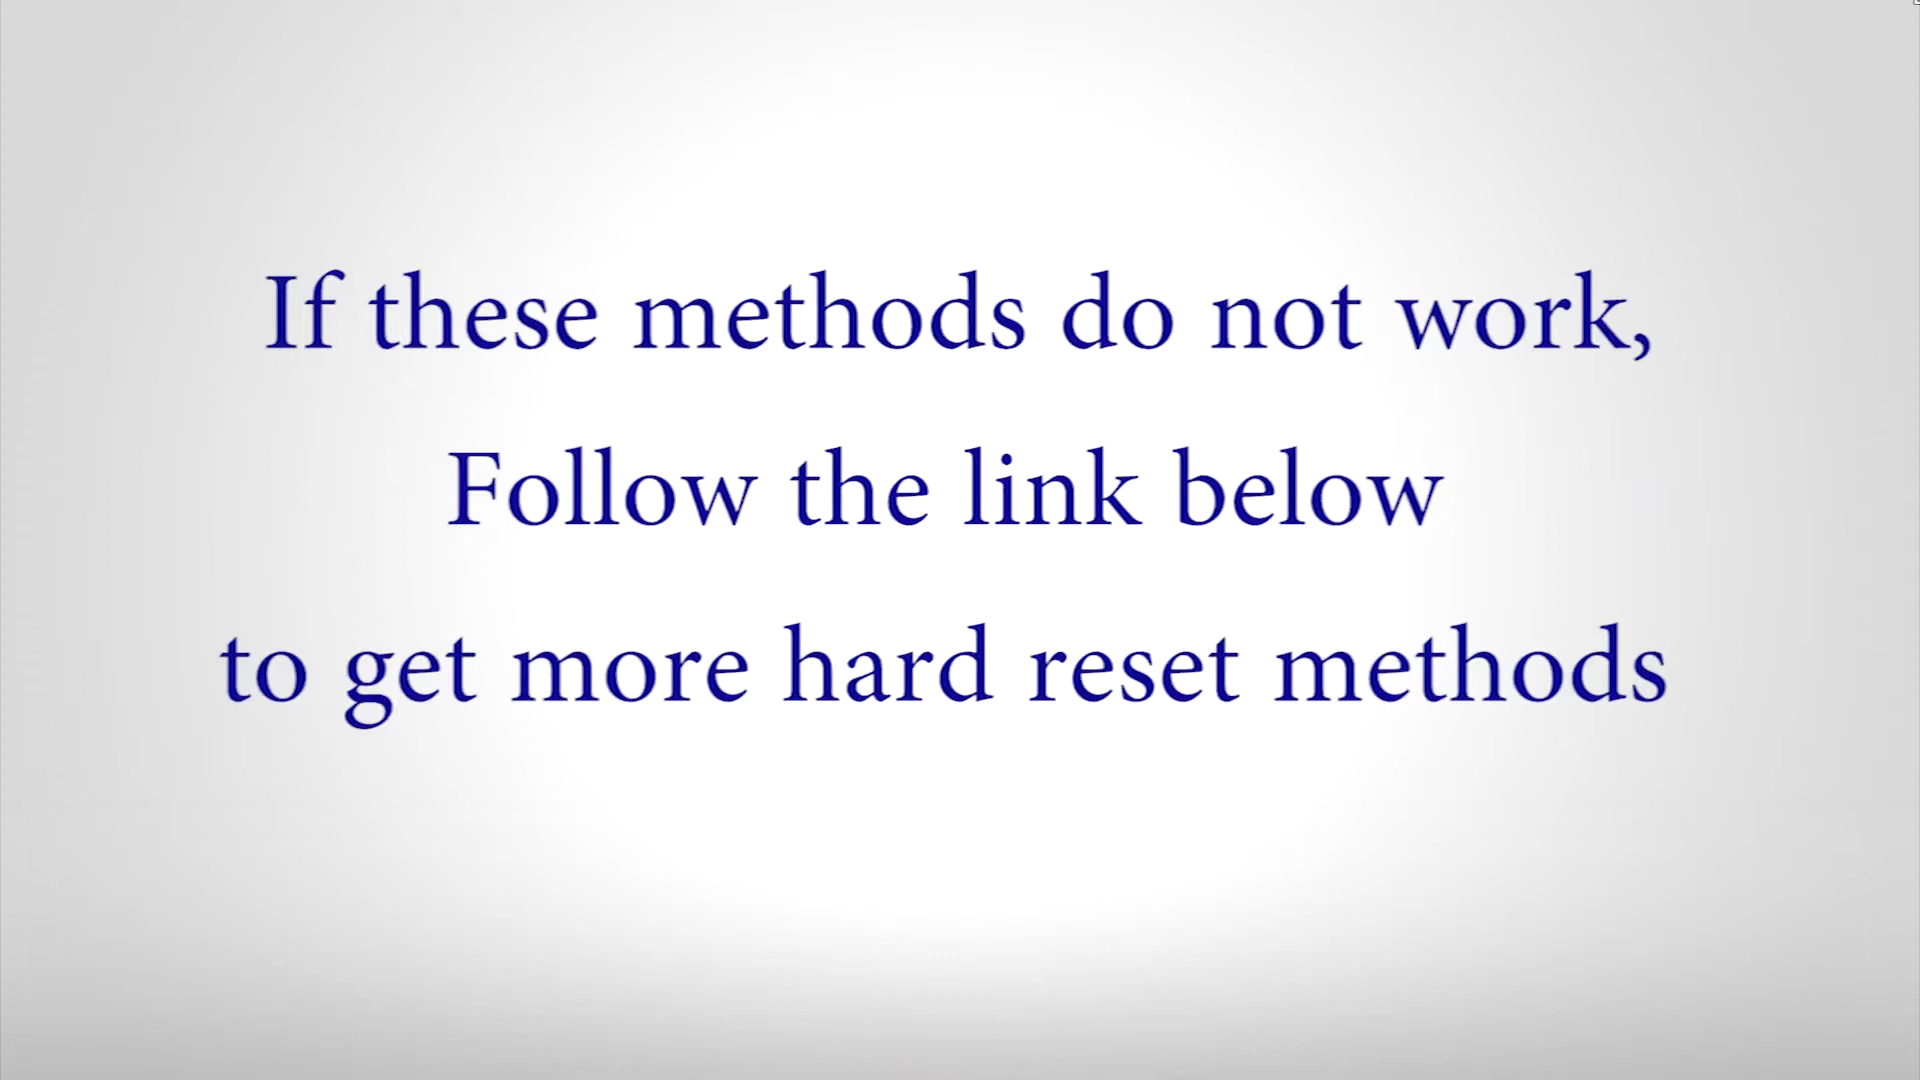 If these methods do not work,
Follow the link below
to get more hard reset methods